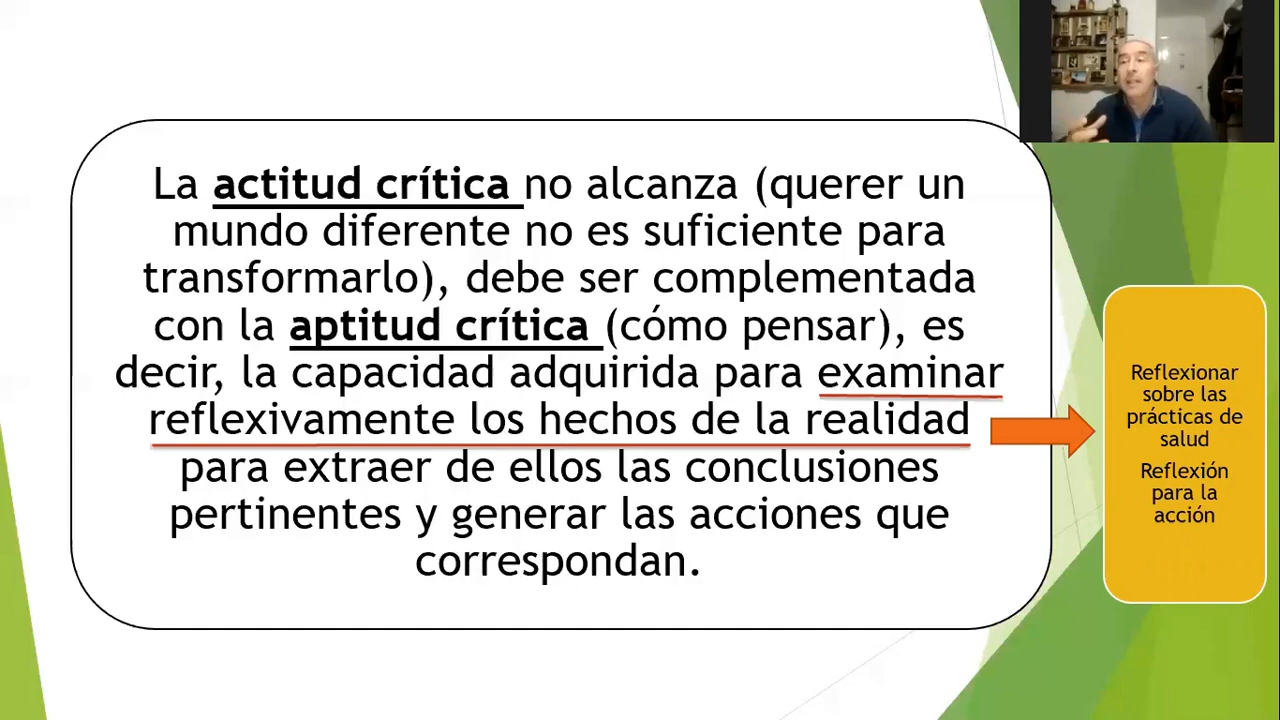 La actitud crítica no alcanza (querer un
mundo diferente no es suficiente para
transformarlo), debe ser complementada
con la aptitud crítica (cómo pensar), es
decir, la capacidad adquirida para examinar
reflexivamente los hechos de la realidad
para extraer de ellos las conclusiones
pertinentes y generar las acciones que
correspondan.
Reflexionar
sobre las
prácticas de
salud
Reflexión
para la
acción